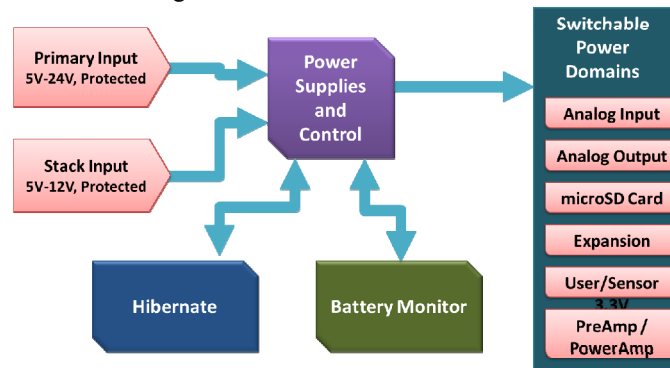 Primary Input
5V-24V, Protected
Stack Input
5V-12V, Protected
Power
Supplies
and
Control
Hibernate
Battery Monitor
Switchable
Power
Domains
Analog Input
Analog Output
microSD Card
Expansion
User/Sensor
3.3V
PreAmp /
PowerAmp